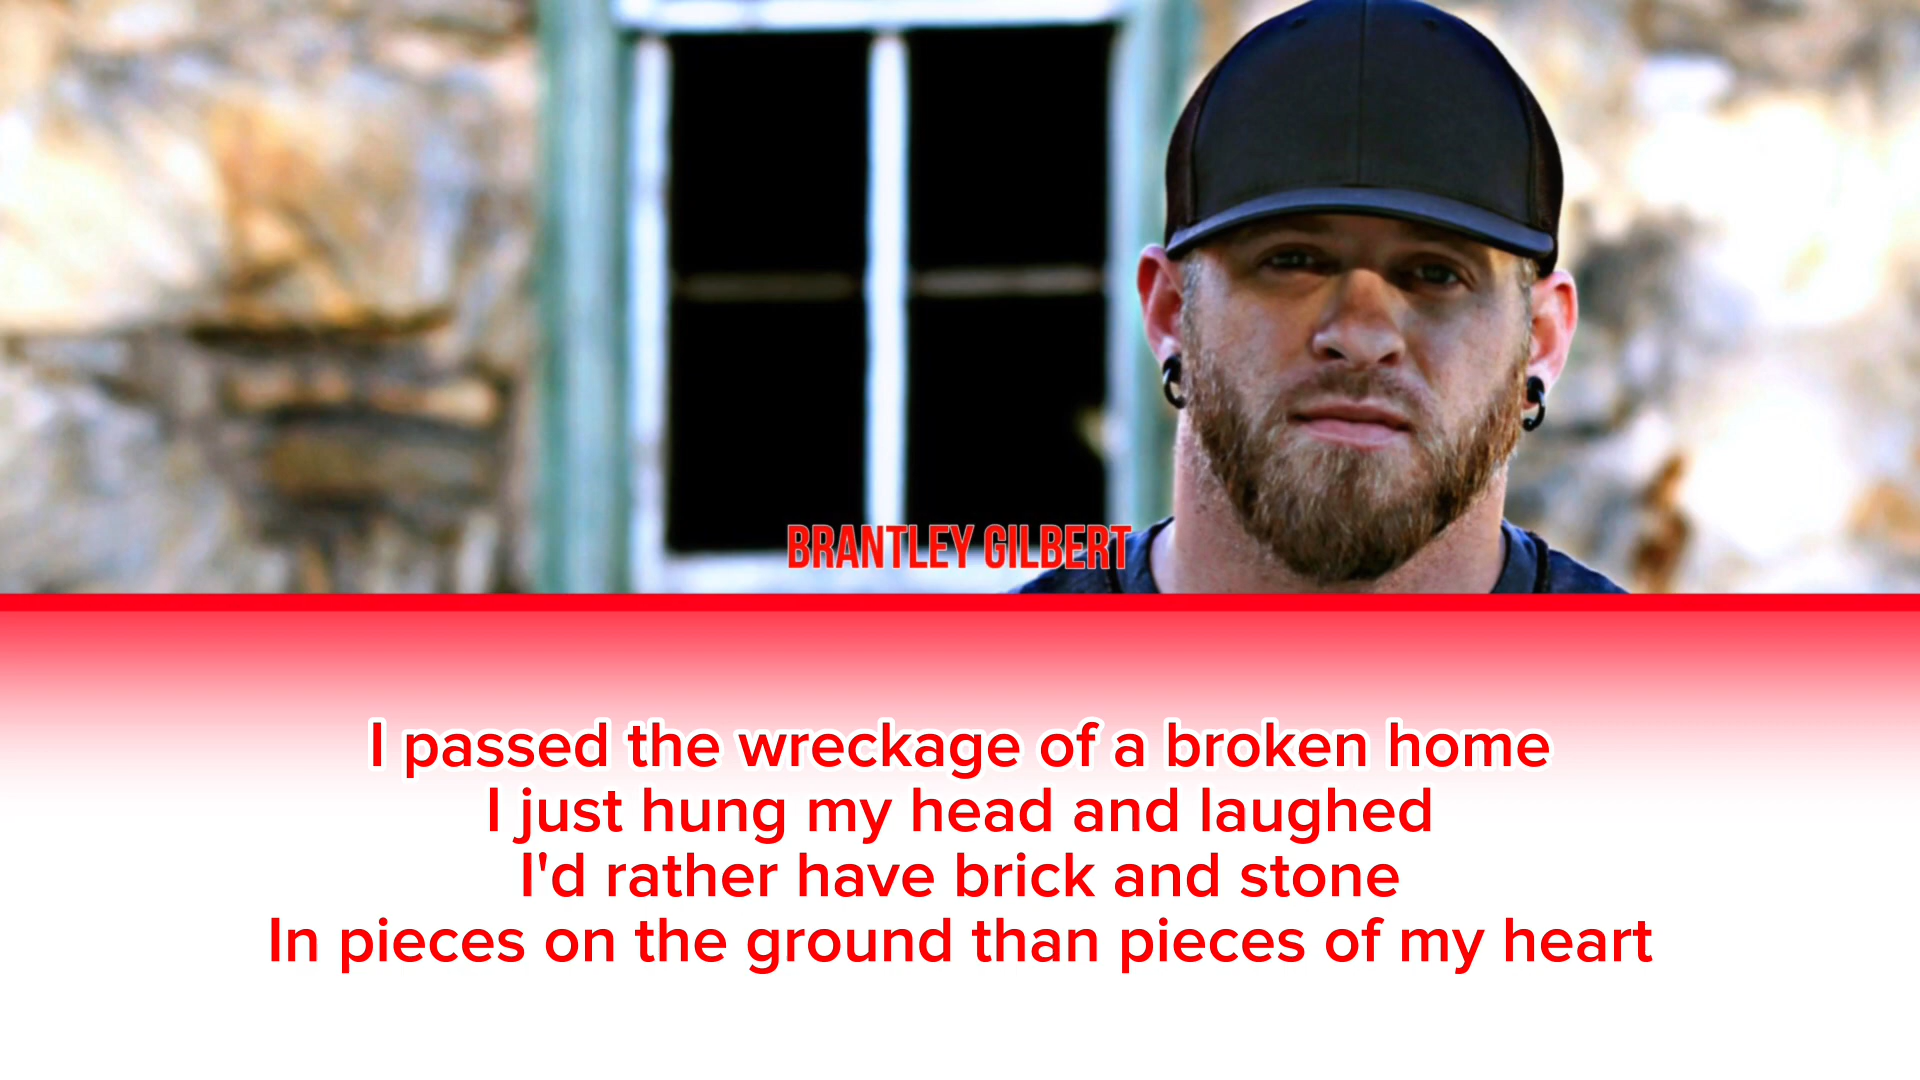 BRANTLEY GILBERT
I passed the wreckage of a broken home
I just hung my head and laughed
I'd rather have brick and stone
In pieces on the ground than pieces of my heart